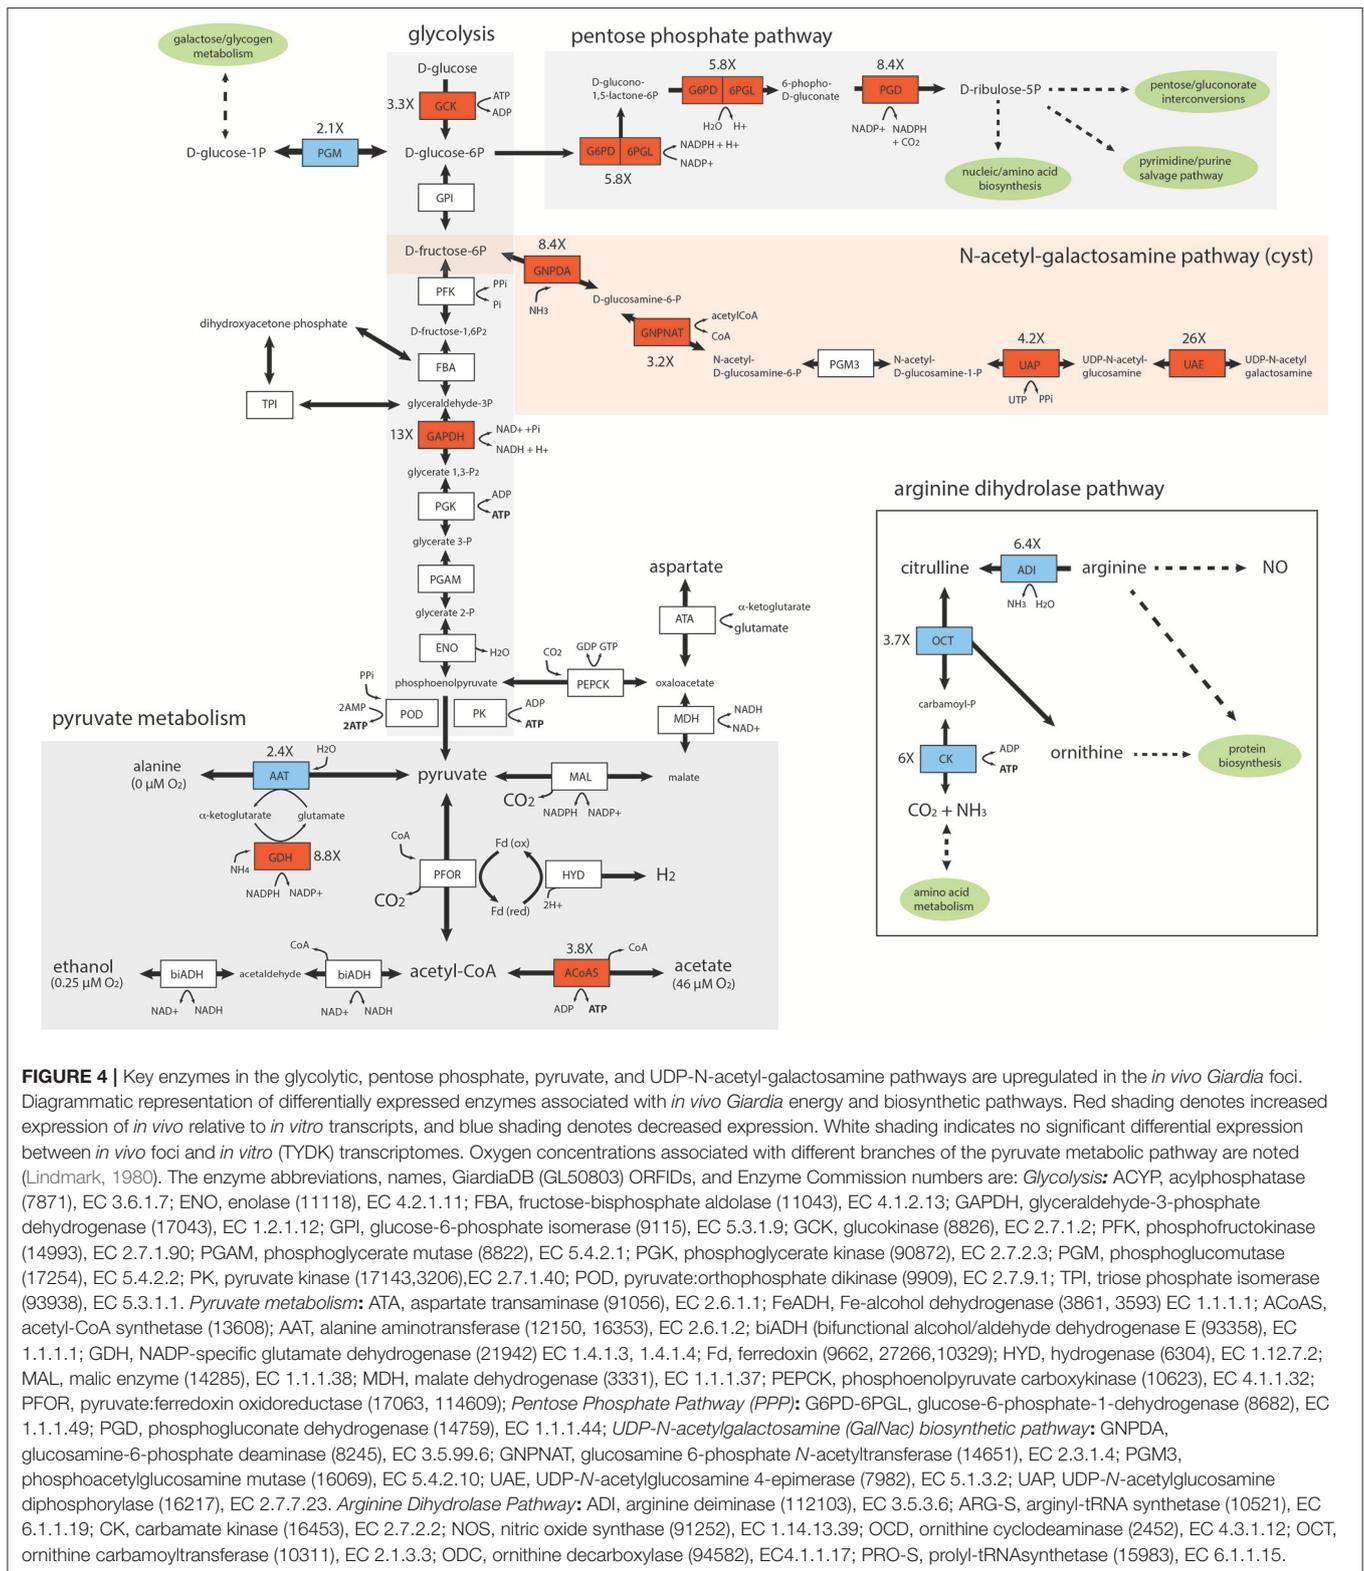 glycolysis
pentose phosphate pathway
galactose/glycogen
metabolism
D-glucose
3.3X
GCK
ATP
ADP
D-glucose-1P
2.1X
PGM
D-glucose-6P
GPI
D-glucono-
1,5-lactone-6P
5.8X
G6PD
6PGL
H2O
H+
6-phospho-
D-gluconate
8.4X
PGD
NADP+
NADPH
+ CO2
D-ribulose-5P
pentose/gluconorate
interconversions
G6PD
6PGL
NADPH + H+
NADP+
5.8X
nucleic/amino acid
biosynthesis
pyrimidine/purine
salvage pathway
N-acetyl-galactosamine pathway (cyst)
D-fructose-6P
8.4X
GNPDA
NH3
D-glucosamine-6-P
GNPNAT
acetylCoA
CoA
3.2X
N-acetyl-
D-glucosamine-6-P
PGM3
N-acetyl-
D-glucosamine-1-P
4.2X
UAP
UTP
PPi
UDP-N-acetyl-
glucosamine
26X
UAE
UDP-N-acetyl
galactosamine
PFK
PPi
Pi
D-fructose-1,6P2
dihydroxyacetone phosphate
FBA
TPI
glyceraldehyde-3P
13X
GAPDH
NAD+ +Pi
NADH + H+
glycerate 1,3-P2
PGK
ADP
ATP
glycerate 3-P
PGAM
glycerate 2-P
ENO
H2O
phosphoenolpyruvate
CO2
GDP GTP
PEPCK
oxaloacetate
aspartate
ATA
α-ketoglutarate
glutamate
MDH
NADH
NAD+
PPi
2AMP
2ATP
POD
PK
ADP
ATP
pyruvate metabolism
alanine
(0 µM O2)
2.4X
AAT
H2O
pyruvate
MAL
CO2
NADPH
NADP+
malate
α-ketoglutarate
glutamate
GDH
8.8X
NH4
NADPH
NADP+
CoA
PFOR
CO2
Fd (ox)
Fd (red)
HYD
2H+
H2
ethanol
(0.25 µM O2)
biADH
NAD+
NADH
acetaldehyde
CoA
biADH
NAD+
NADH
acetyl-CoA
3.8X
ACoAS
CoA
ADP
ATP
acetate
(46 µM O2)
arginine dihydrolase pathway
citrulline
6.4X
ADI
NH3
H2O
arginine
NO
3.7X
OCT
carbamoyl-P
6X
CK
ADP
ATP
ornithine
protein
biosynthesis
CO2 + NH3
amino acid
metabolism
FIGURE 4 | Key enzymes in the glycolytic, pentose phosphate, pyruvate, and UDP-N-acetyl-galactosamine pathways are upregulated in the in vivo Giardia foci.
Diagrammatic representation of differentially expressed enzymes associated with in vivo Giardia energy and biosynthetic pathways. Red shading denotes increased
expression of in vivo relative to in vitro transcripts, and blue shading denotes decreased expression. White shading indicates no significant differential expression
between in vivo foci and in vitro (TYDK) transcriptomes. Oxygen concentrations associated with different branches of the pyruvate metabolic pathway are noted
(Lindmark, 1980). The enzyme abbreviations, names, GiardiaDB (GL50803) ORFIDs, and Enzyme Commission numbers are: Glycolysis: ACYP, acylphosphatase
(7871), EC 3.6.1.7; ENO, enolase (11118), EC 4.2.1.11; FBA, fructose-bisphosphate aldolase (11043), EC 4.1.2.13; GAPDH, glyceraldehyde-3-phosphate
dehydrogenase (17043), EC 1.2.1.12; GPI, glucose-6-phosphate isomerase (9115), EC 5.3.1.9; GCK, glucokinase (8826), EC 2.7.1.2; PFK, phosphofructokinase
(14993), EC 2.7.1.90; PGAM, phosphoglycerate mutase (8822), EC 5.4.2.1; PGK, phosphoglycerate kinase (90872), EC 2.7.2.3; PGM, phosphoglucomutase
(17254), EC 5.4.2.2; PK, pyruvate kinase (17143,3206),EC 2.7.1.40; POD, pyruvate:orthophosphate dikinase (9909), EC 2.7.9.1; TPI, triose phosphate isomerase
(93938), EC 5.3.1.1. Pyruvate metabolism: ATA, aspartate transaminase (91056), EC 2.6.1.1; FeADH, Fe-alcohol dehydrogenase (3861, 3593) EC 1.1.1.1; ACoAS,
acetyl-CoA synthetase (13608); AAT, alanine aminotransferase (12150, 16353), EC 2.6.1.2; biADH (bifunctional alcohol/aldehyde dehydrogenase E (93358), EC
1.1.1.1; GDH, NADP-specific glutamate dehydrogenase (21942) EC 1.4.1.3, 1.4.1.4; Fd, ferredoxin (9662, 27266,10329); HYD, hydrogenase (6304), EC 1.12.7.2;
MAL, malic enzyme (14285), EC 1.1.1.38; MDH, malate dehydrogenase (3331), EC 1.1.1.37; PEPCK, phosphoenolpyruvate carboxykinase (10623), EC 4.1.1.32;
PFOR, pyruvate:ferredoxin oxidoreductase (17063, 114609); Pentose Phosphate Pathway (PPP): G6PD-6PGL, glucose-6-phosphate-1-dehydrogenase (8682), EC
1.1.1.49; PGD, phosphogluconate dehydrogenase (14759), EC 1.1.1.44; UDP-N-acetylgalactosamine (GalNac) biosynthetic pathway: GNPDA,
glucosamine-6-phosphate deaminase (8245), EC 3.5.99.6; GNPNAT, glucosamine 6-phosphate N-acetyltransferase (14651), EC 2.3.1.4; PGM3,
phosphoacetylglucosamine mutase (16069), EC 5.4.2.10; UAE, UDP-N-acetylglucosamine 4-epimerase (7982), EC 5.1.3.2; UAP, UDP-N-acetylglucosamine
diphosphorylase (16217), EC 2.7.7.23. Arginine Dihydrolase Pathway: ADI, arginine deiminase (112103), EC 3.5.3.6; ARG-S, arginyl-tRNA synthetase (10521), EC
6.1.1.19; CK, carbamate kinase (16453), EC 2.7.2.2; NOS, nitric oxide synthase (91252), EC 1.14.13.39; OCD, ornithine cyclodeaminase (2452), EC 4.3.1.12; OCT,
ornithine carbamoyltransferase (10311), EC 2.1.3.3; ODC, ornithine decarboxylase (94582), EC4.1.1.17; PRO-S, prolyl-tRNAsynthetase (15983), EC 6.1.1.15.